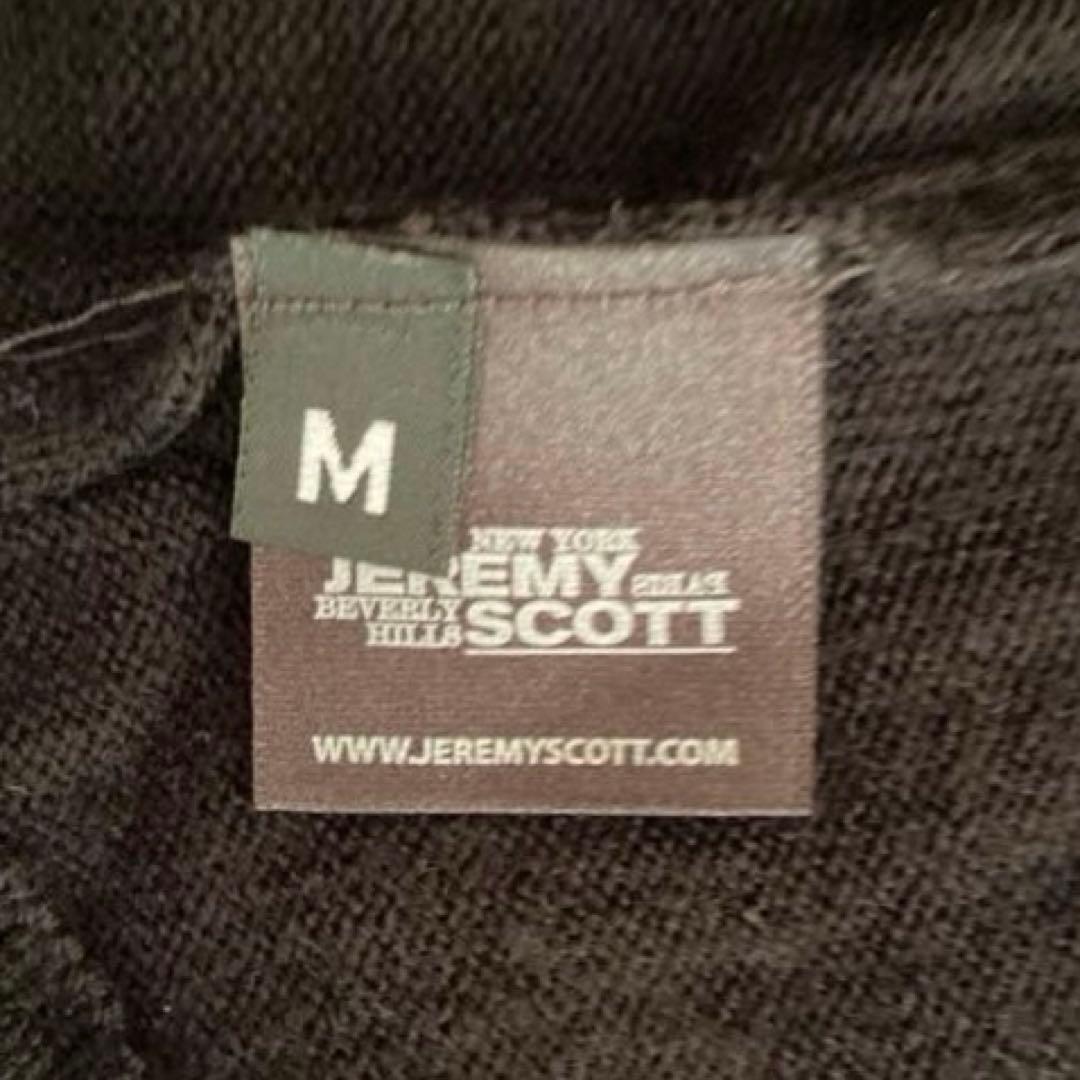 M
NEW YORK
JEREMY PARIS
BEVERLY
HILLS SCOTT
WWW.JEREMYSCOTT.COM